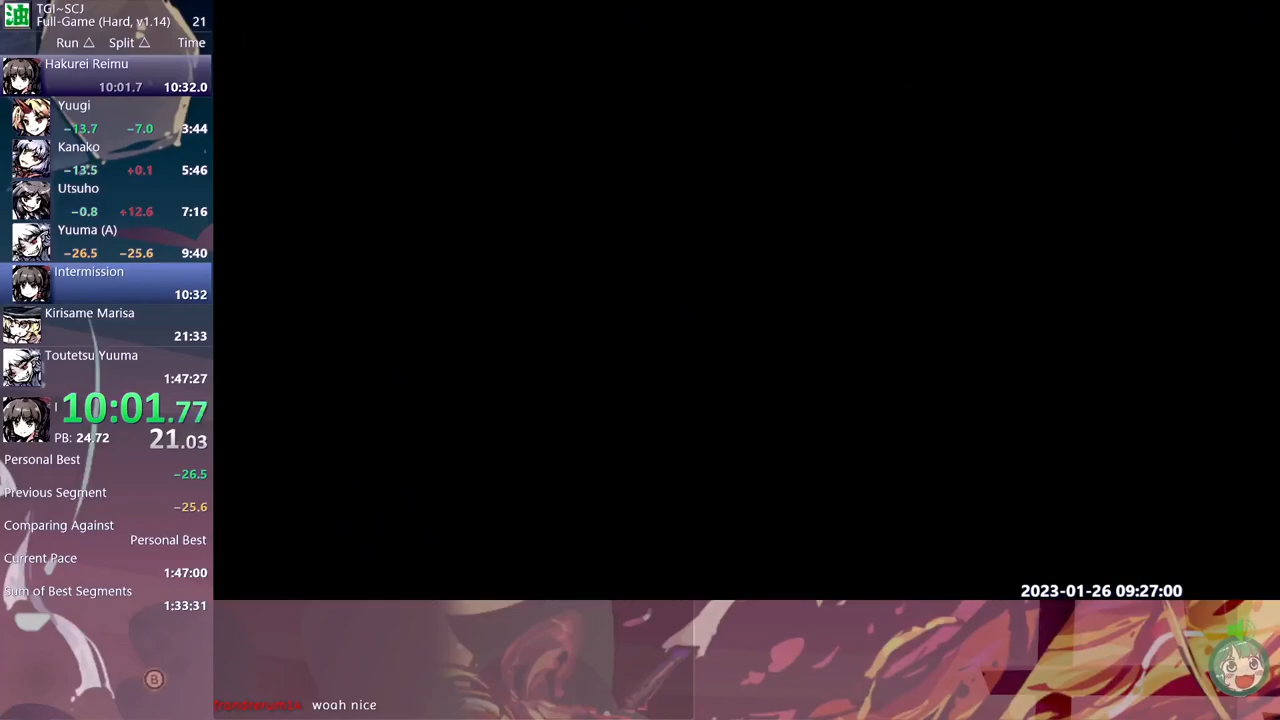 油
TGI~SCJ
Full-Game (Hard, v1.14) 21
Run △ Split △ Time
Hakurei Reimu
10:01.7 10:32.0
Yuugi
−13.7 −7.0 3:44
Kanako
−13.5 +0.1 5:46
Utsuho
−0.8 +12.6 7:16
Yuuma (A)
−26.5 −25.6 9:40
Intermission
10:32
Kirisame Marisa
21:33
Toutetsu Yuuma
1:47:27
I 10:01.77
PB: 24.72 21.03
Personal Best
−26.5
Previous Segment
−25.6
Comparing Against
Personal Best
Current Pace
1:47:00
Sum of Best Segments
1:33:31
2023-01-26 09:27:00
B
woah nice